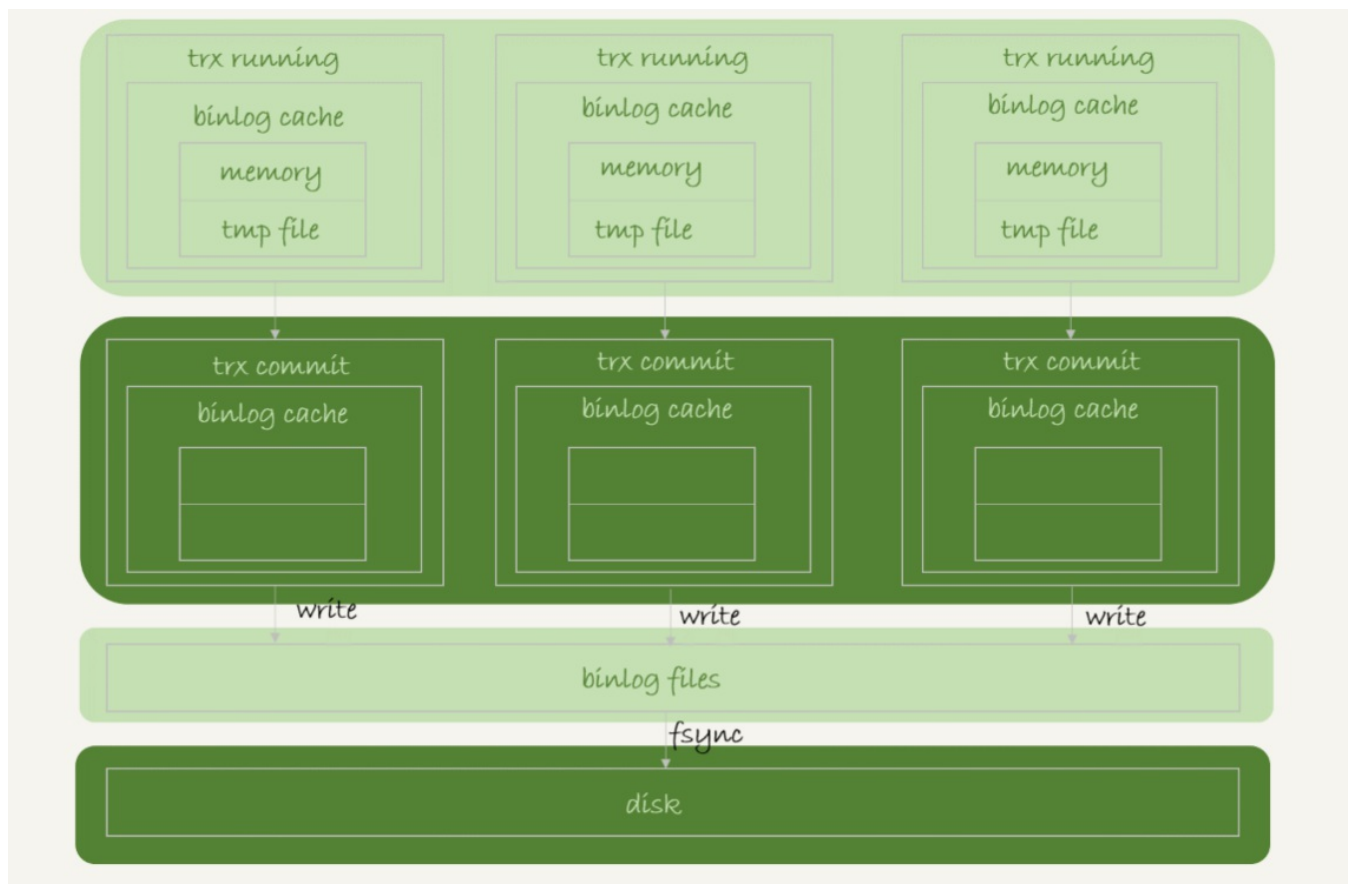 trx running
binlog cache
memory
tmp file
trx running
binlog cache
memory
tmp file
trx running
binlog cache
memory
tmp file
trx commit
binlog cache
trx commit
binlog cache
trx commit
binlog cache
write
write
write
binlog files
fsync
disk